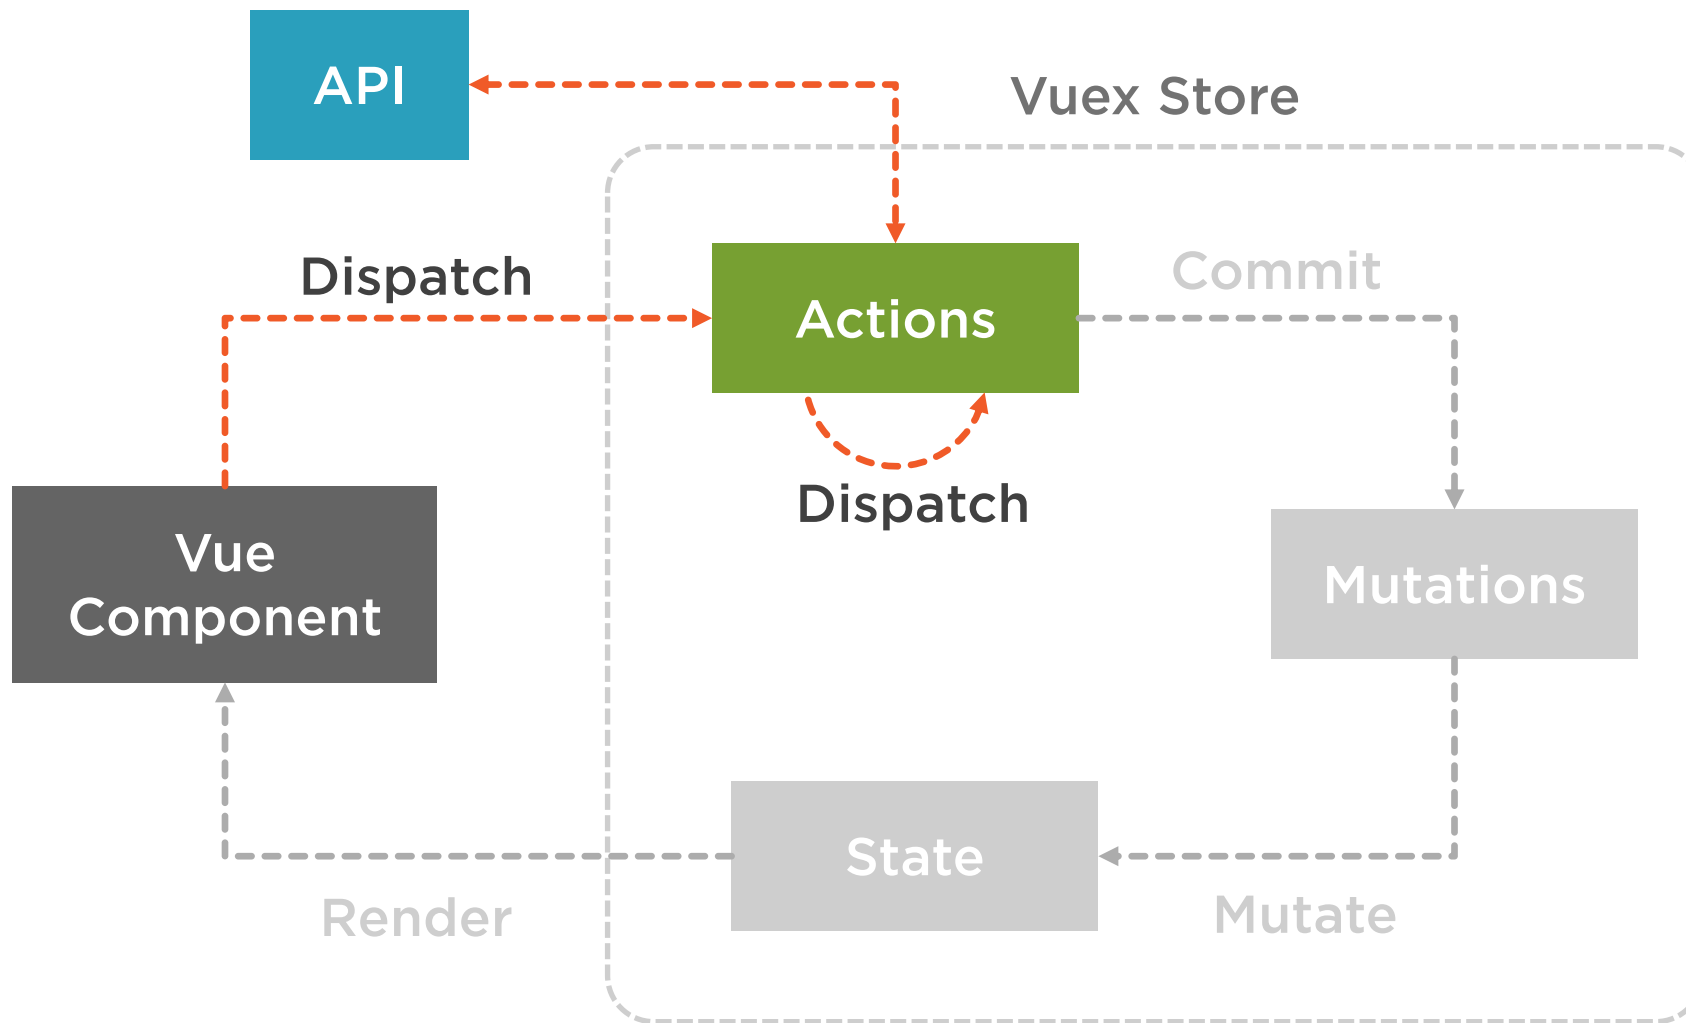 API
Vuex Store
Dispatch
Commit
Actions
Dispatch
Vue
Component
Mutations
State
Render
Mutate